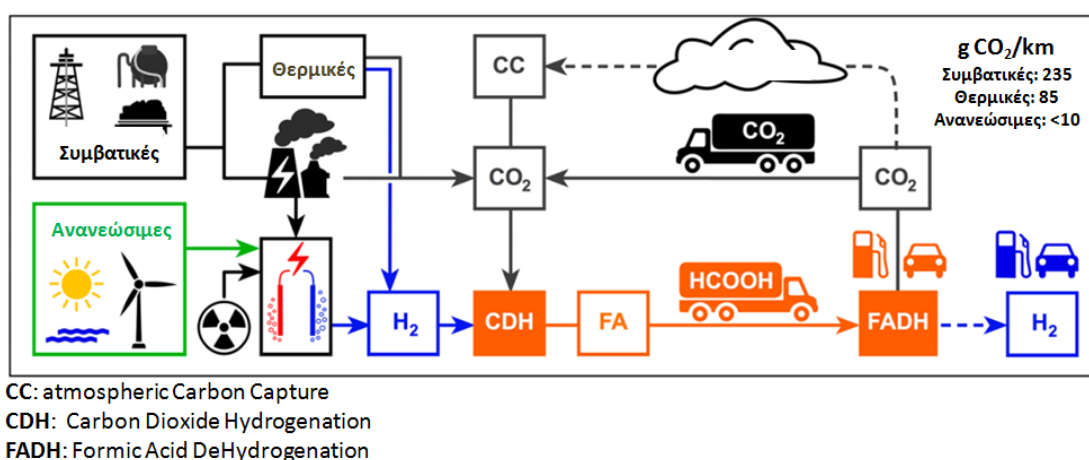 Θερμικές
Συμβατικές
CC
CO2
g CO2/km
Συμβατικές: 235
Θερμικές: 85
Ανανεώσιμες: <10
CO2
CO2
Ανανεώσιμες
H2
CDH
FA
HCOOH
FADH
H2
CC: atmospheric Carbon Capture
CDH: Carbon Dioxide Hydrogenation
FADH: Formic Acid DeHydrogenation